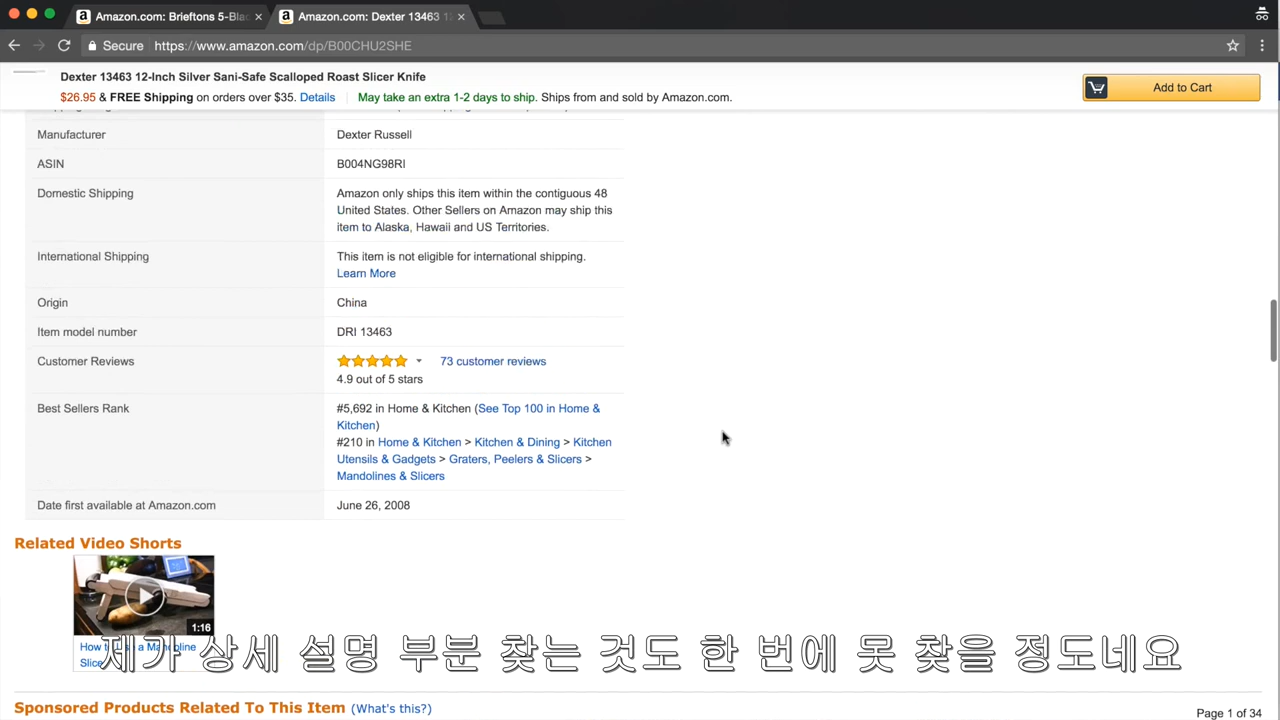 Amazon.com: Brieftons 5-Bla
Amazon.com: Dexter 13463 12
Secure https://www.amazon.com/dp/B00CHU2SHE
Dexter 13463 12-Inch Silver Sani-Safe Scalloped Roast Slicer Knife
$26.95 & FREE Shipping on orders over $35. Details May take an extra 1-2 days to ship. Ships from and sold by Amazon.com.
Add to Cart
Manufacturer Dexter Russell
ASIN B004NG98RI
Domestic Shipping Amazon only ships this item within the contiguous 48
United States. Other Sellers on Amazon may ship this
item to Alaska, Hawaii and US Territories.
International Shipping This item is not eligible for international shipping.
Learn More
Origin China
Item model number DRI 13463
Customer Reviews 73 customer reviews
4.9 out of 5 stars
Best Sellers Rank #5,692 in Home & Kitchen (See Top 100 in Home &
Kitchen)
#210 in Home & Kitchen > Kitchen & Dining > Kitchen
Utensils & Gadgets > Graters, Peelers & Slicers >
Mandolines & Slicers
Date first available at Amazon.com June 26, 2008
Related Video Shorts
1:16
How to Use a Mandoline
Slicer
제가 상세 설명 부분 찾는 것도 한 번에 못 찾을 정도네요
Sponsored Products Related To This Item (What's this?)
Page 1 of 34